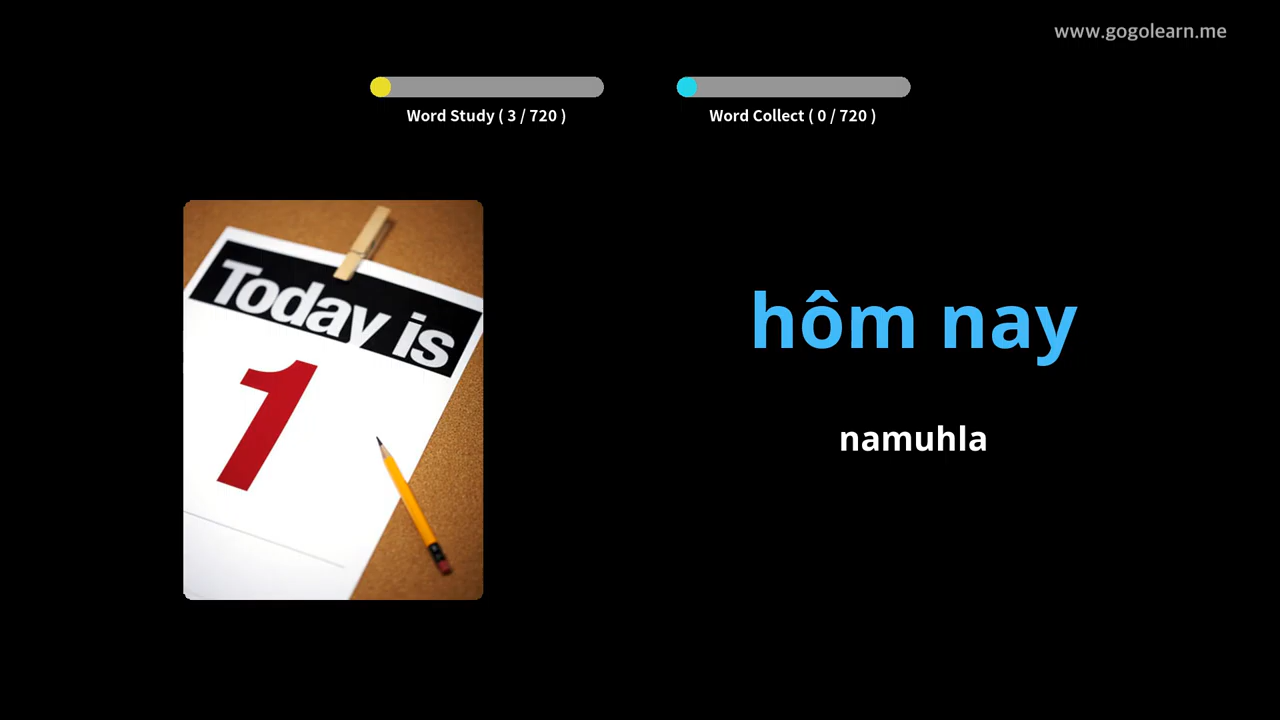 www.gogolearn.me
Word Study ( 3 / 720 )
Word Collect ( 0 / 720 )
Today is
1
hôm nay
namuhla